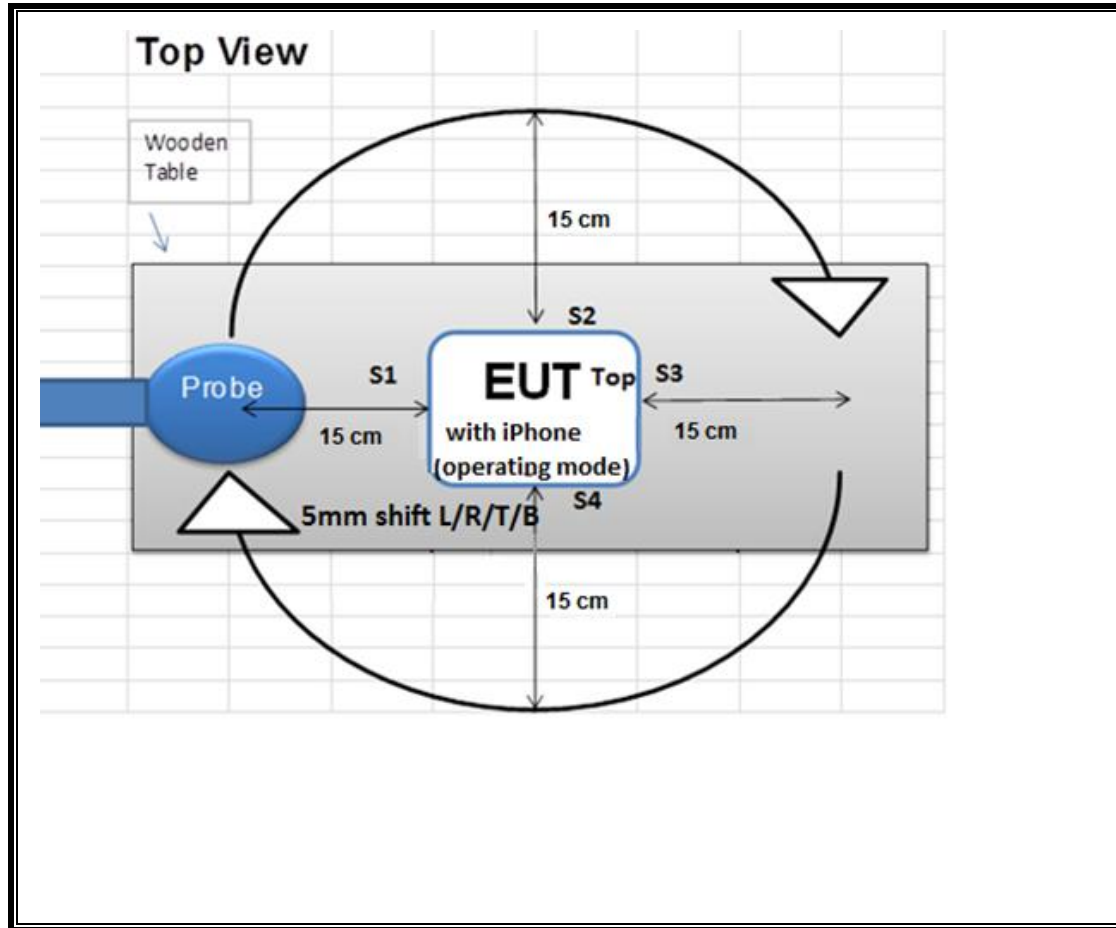 Top View
Wooden
Table
15 cm
S2
Probe
S1
EUT Top
S3
15 cm
with iPhone
(operating mode)
15 cm
S4
5mm shift L/R/T/B
15 cm